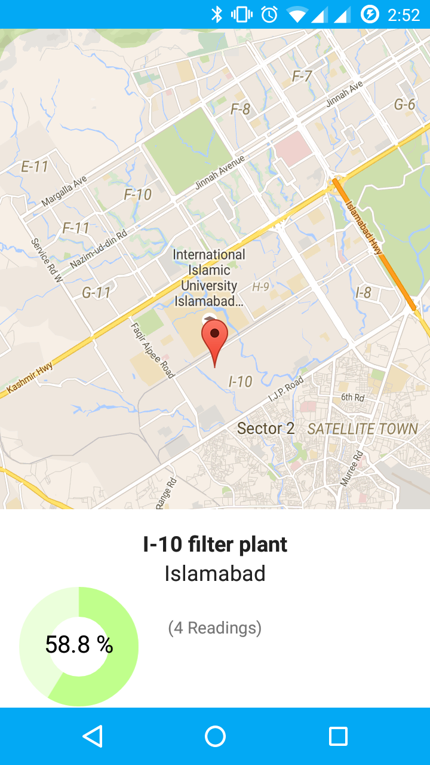 2:52
F-7
F-8
Jinnah Ave
G-6
E-11
Jinnah Avenue
Margalla Ave
F-10
Islamabad Hwy
F-11
Nazim-ud-din Rd
Service Rd W
International
Islamic
University
Islamabad...
H-9
G-11
I-8
Faqir Aipee Road
Kashmir Hwy
I-10
I.J.P. Road
6th Rd
Sector 2
SATELLITE TOWN
Murree Rd
Range Rd
I-10 filter plant
Islamabad
58.8 %
(4 Readings)